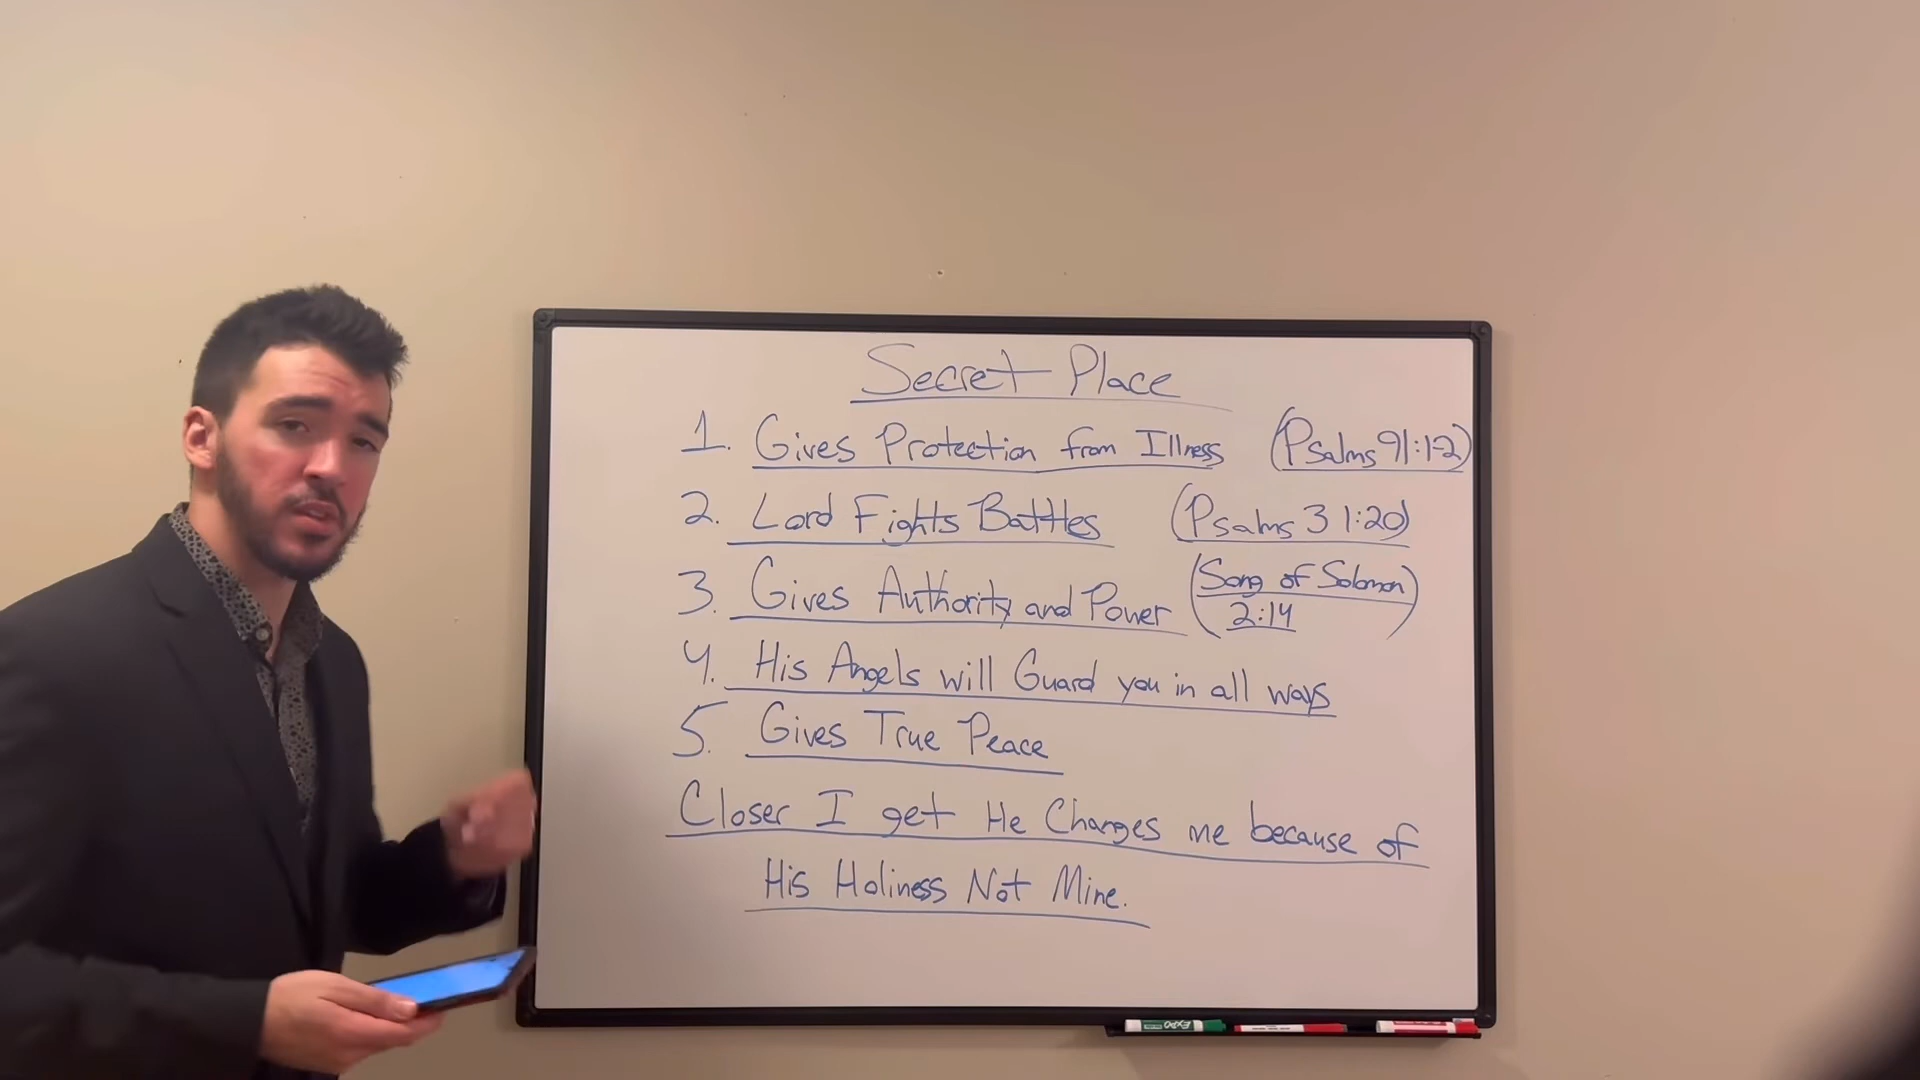 Secret Place
1. Gives Protection from Illness (Psalms 91:1-2)
2. Lord Fights Battles (Psalms 31:20)
3. Gives Authority and Power (Song of Solomon
2:14)
4. His Angels will Guard you in all ways
5. Gives True Peace
Closer I get He Changes me because of
His Holiness Not Mine.
EXPO